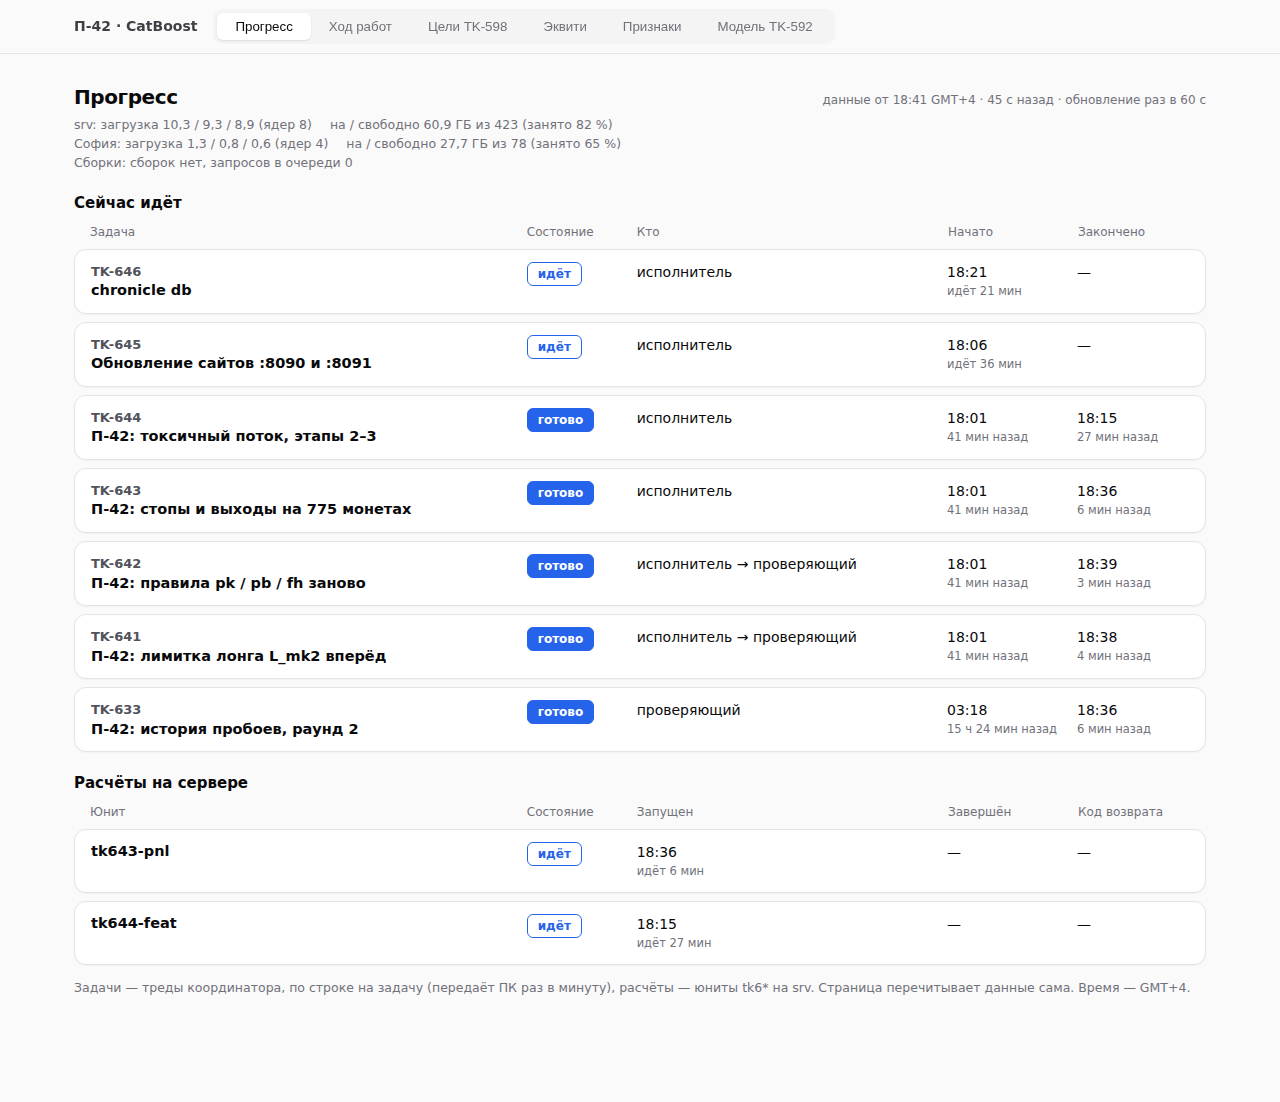 П-42 · CatBoost Прогресс Ход работ Цели TK-598 Эквити Признаки Модель TK-592
Прогресс данные от 18:41 GMT+4 · 45 с назад · обновление раз в 60 с
srv: загрузка 10,3 / 9,3 / 8,9 (ядер 8) на / свободно 60,9 ГБ из 423 (занято 82 %)
София: загрузка 1,3 / 0,8 / 0,6 (ядер 4) на / свободно 27,7 ГБ из 78 (занято 65 %)
Сборки: сборок нет, запросов в очереди 0
Сейчас идёт
Задача Состояние Кто Начато Закончено
TK-646 идёт исполнитель 18:21 —
chronicle db идёт 21 мин
TK-645 идёт исполнитель 18:06 —
Обновление сайтов :8090 и :8091 идёт 36 мин
TK-644 готово исполнитель 18:01 18:15
П-42: токсичный поток, этапы 2–3 41 мин назад 27 мин назад
TK-643 готово исполнитель 18:01 18:36
П-42: стопы и выходы на 775 монетах 41 мин назад 6 мин назад
TK-642 готово исполнитель → проверяющий 18:01 18:39
П-42: правила pk / pb / fh заново 41 мин назад 3 мин назад
TK-641 готово исполнитель → проверяющий 18:01 18:38
П-42: лимитка лонга L_mk2 вперёд 41 мин назад 4 мин назад
TK-633 готово проверяющий 03:18 18:36
П-42: история пробоев, раунд 2 15 ч 24 мин назад 6 мин назад
Расчёты на сервере
Юнит Состояние Запущен Завершён Код возврата
tk643-pnl идёт 18:36 — —
идёт 6 мин
tk644-feat идёт 18:15 — —
идёт 27 мин
Задачи — треды координатора, по строке на задачу (передаёт ПК раз в минуту), расчёты — юниты tk6* на srv. Страница перечитывает данные сама. Время — GMT+4.